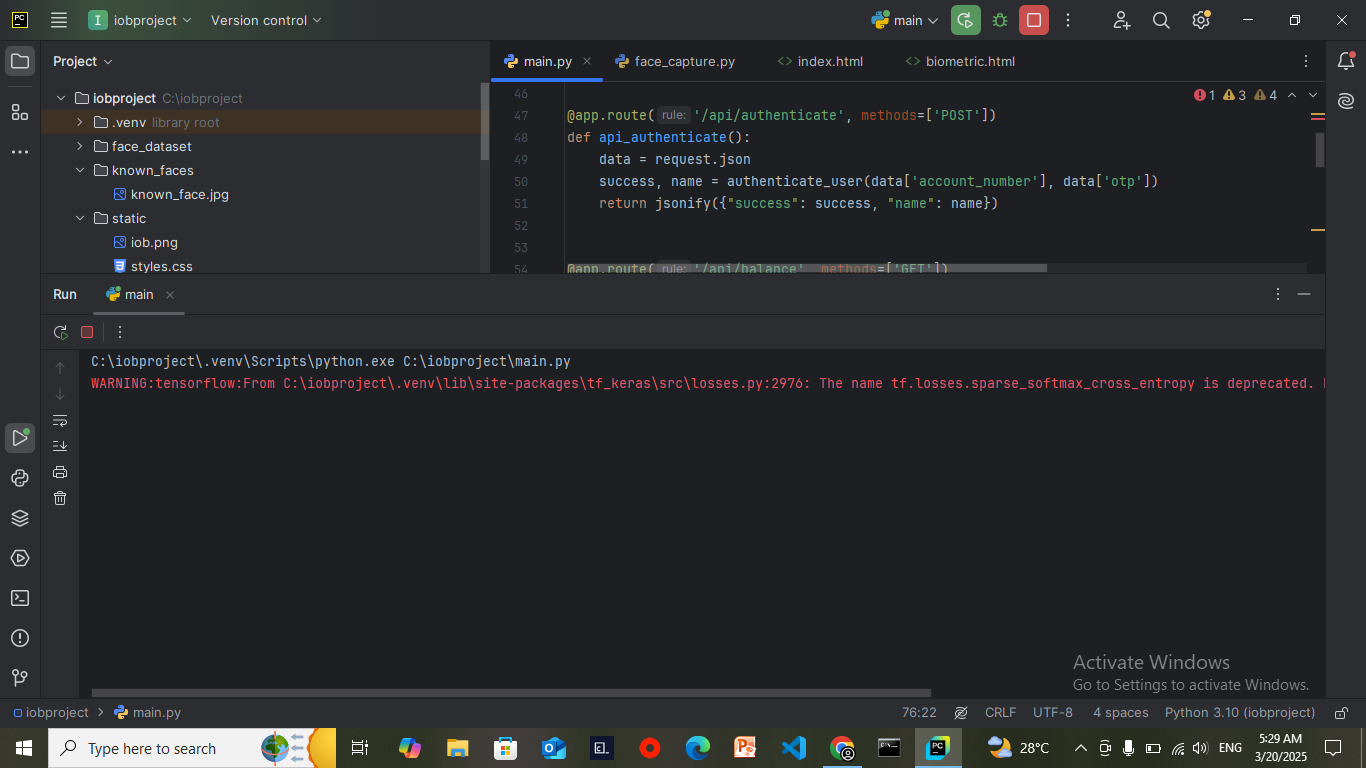 PC
I iobproject
Version control
main
Project
main.py
face_capture.py
<> index.html
<> biometric.html
iobproject C:\iobproject
.venv library root
face_dataset
known_faces
known_face.jpg
static
iob.png
styles.css
1 3 4
46
47 @app.route( rule: '/api/authenticate', methods=['POST'])
48 def api_authenticate():
49 data = request.json
50 success, name = authenticate_user(data['account_number'], data['otp'])
51 return jsonify({"success": success, "name": name})
52
53
54 @app.route( rule: '/api/balance' methods=['GET'])
Run
main
C:\iobproject\.venv\Scripts\python.exe C:\iobproject\main.py
WARNING:tensorflow:From C:\iobproject\.venv\lib\site-packages\tf_keras\src\losses.py:2976: The name tf.losses.sparse_softmax_cross_entropy is deprecated.
Activate Windows
Go to Settings to activate Windows.
iobproject > main.py
76:22 CRLF UTF-8 4 spaces Python 3.10 (iobproject)
Type here to search
PC
28°C
ENG
5:29 AM
3/20/2025